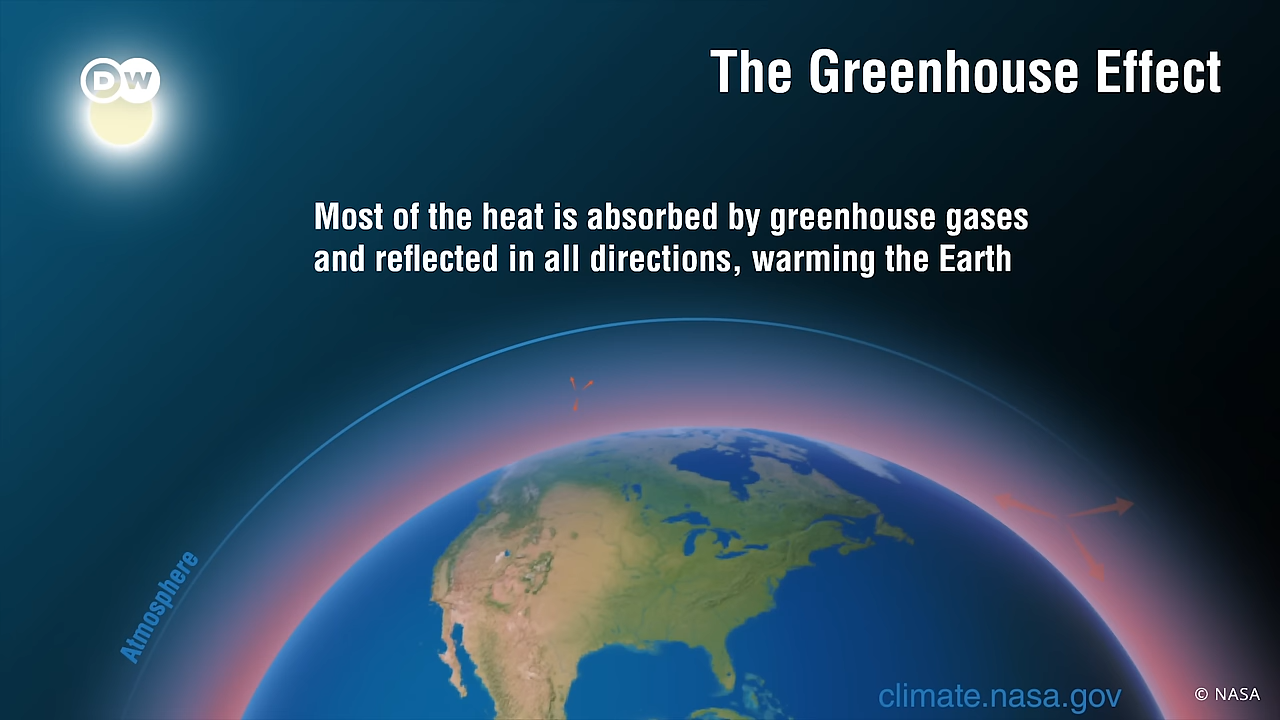 DW
The Greenhouse Effect
Most of the heat is absorbed by greenhouse gases
and reflected in all directions, warming the Earth
Atmosphere
climate.nasa.gov
© NASA